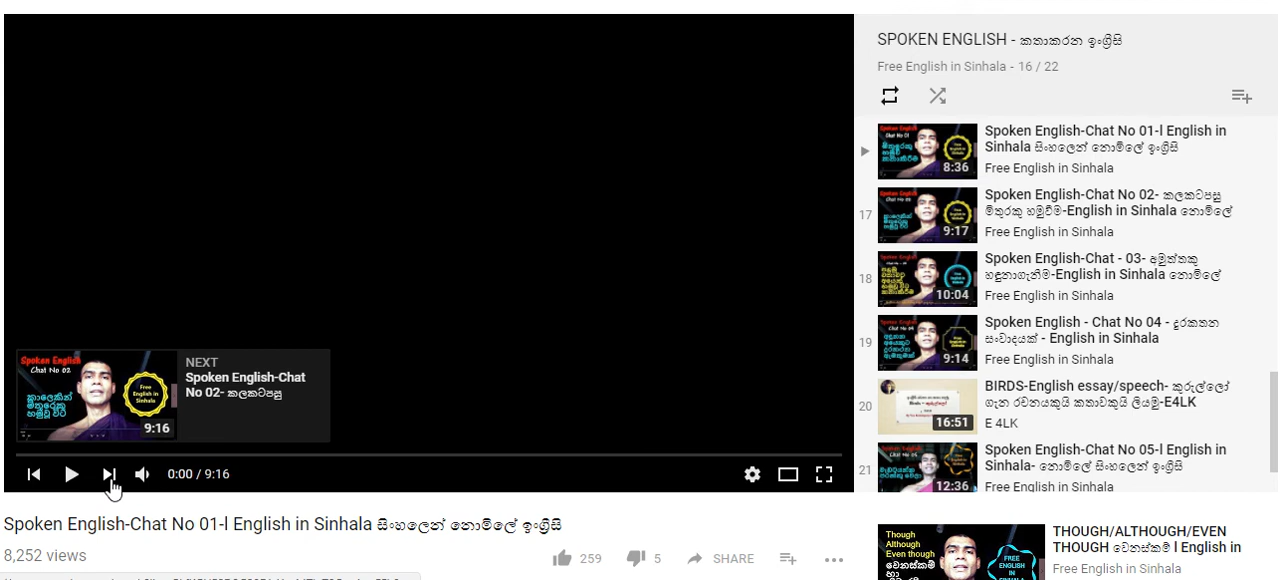 SPOKEN ENGLISH - කතාකරන ඉංග්‍රීසි
Free English in Sinhala - 16 / 22
Spoken English-Chat No 01-l English in
Sinhala සිංහලෙන් නොමිලේ ඉංග්‍රීසි
8:36
Free English in Sinhala
17
Spoken English-Chat No 02- කලකටපසු
මිතුරකු හමුවීම-English in Sinhala නොමිලේ
9:17
Free English in Sinhala
18
Spoken English-Chat - 03- අමුත්තකු
හඳුනාගැනීම-English in Sinhala නොමිලේ
10:04
Free English in Sinhala
19
Spoken English - Chat No 04 - දුරකතන
සංවාදයක් - English in Sinhala
9:14
Free English in Sinhala
20
BIRDS-English essay/speech- කුරුල්ලෝ
ගැන රචනයකුයි කතාවකුයි ලියමු-E4LK
16:51
E 4LK
21
Spoken English-Chat No 05-l English in
Sinhala- නොමිලේ සිංහලෙන් ඉංග්‍රීසි
12:36
Free English in Sinhala
Spoken English
Chat No 02
Free
English in
Sinhala
9:16
NEXT
Spoken English-Chat
No 02- කලකටපසු
0:00 / 9:16
Spoken English-Chat No 01-l English in Sinhala සිංහලෙන් නොමිලේ ඉංග්‍රීසි
8,252 views
259
5
SHARE
Though
Although
Even though
වෙනස්කම්
FREE
ENGLISH IN
THOUGH/ALTHOUGH/EVEN
THOUGH වෙනස්කම් l English in
Free English in Sinhala